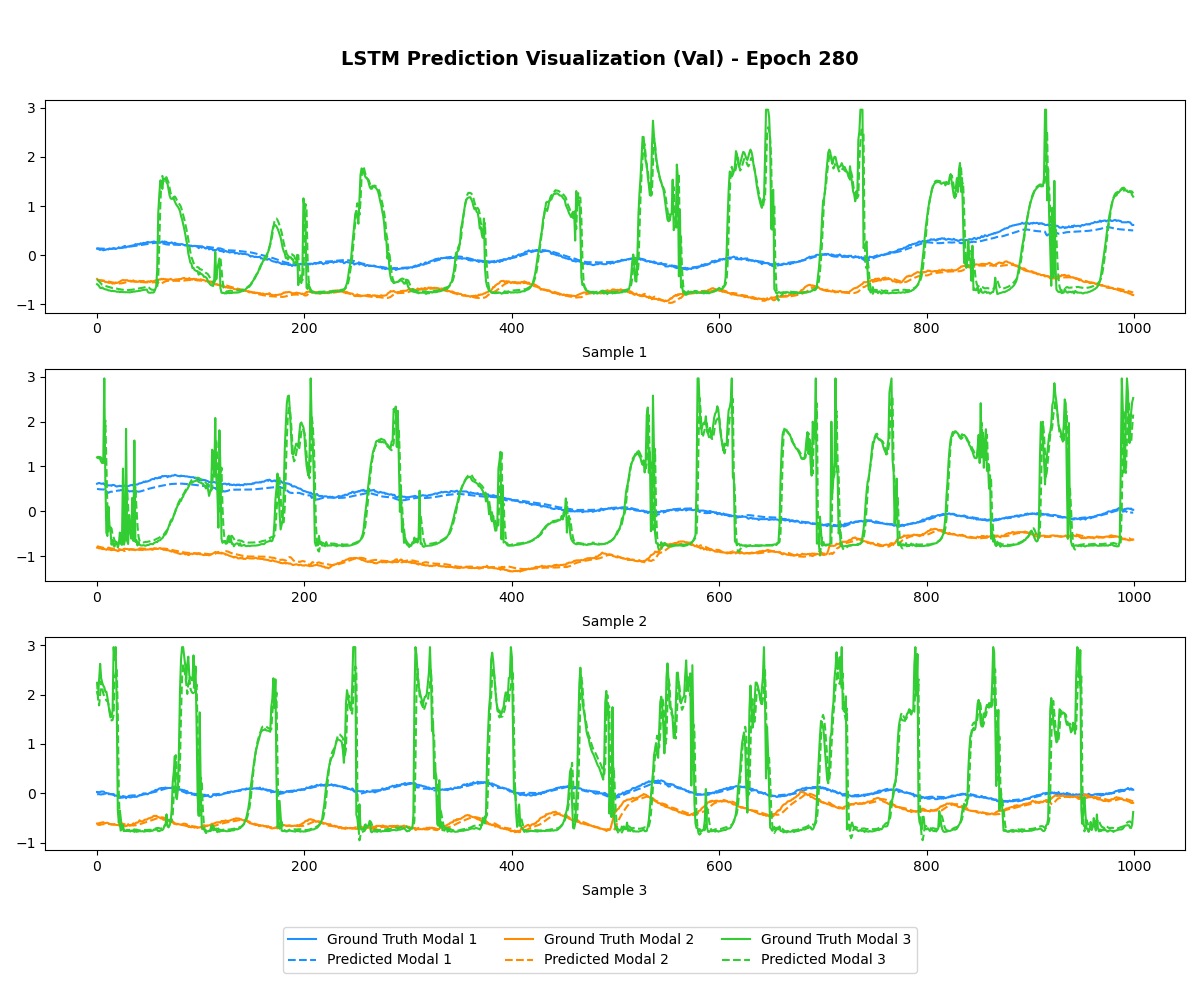 LSTM Prediction Visualization (Val) - Epoch 280
3
2
1
0
−1
0 200 400 600 800 1000
Sample 1
3
2
1
0
−1
0 200 400 600 800 1000
Sample 2
3
2
1
0
−1
0 200 400 600 800 1000
Sample 3
Ground Truth Modal 1 Ground Truth Modal 2 Ground Truth Modal 3
Predicted Modal 1 Predicted Modal 2 Predicted Modal 3